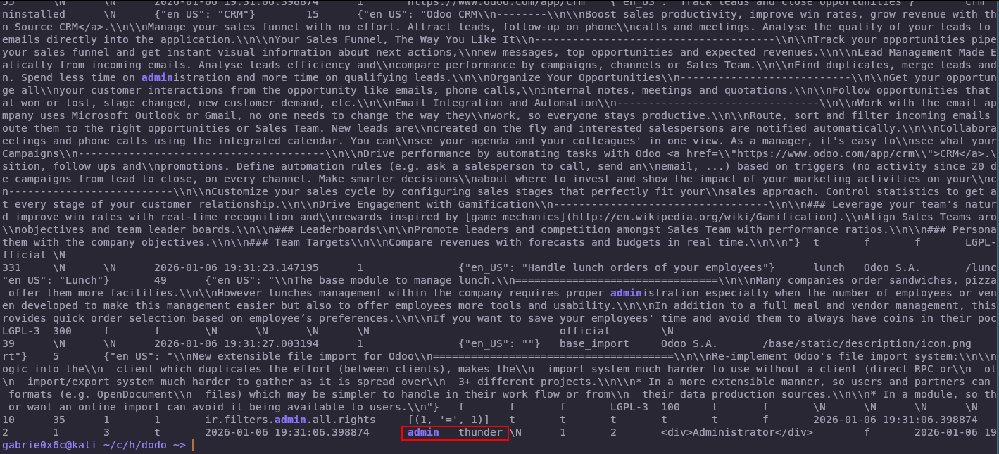 55 \N \N 2026-01-06 19:31:06.398874 1 https://www.odoo.com/app/crm {"en_US": "Track leads and close opportunities"} crm
ninstalled \N {"en_US": "CRM"} 15 {"en_US": "Odoo CRM\\n--------\\n\\nBoost sales productivity, improve win rates, grow revenue with th
n Source CRM</a>.\\n\\nManage your sales funnel with no effort. Attract leads, follow-up on phone\\ncalls and meetings. Analyse the quality of your leads to
emails directly into the application.\\n\\nYour Sales Funnel, The Way You Like It\\n--------------------------------------\\n\\nTrack your opportunities pipe
your sales funnel and get instant visual information about next actions,\\nnew messages, top opportunities and expected revenues.\\n\\nLead Management Made E
atically from incoming emails. Analyse leads efficiency and\\ncompare performance by campaigns, channels or Sales Team.\\n\\nFind duplicates, merge leads and
n. Spend less time on administration and more time on qualifying leads.\\n\\nOrganize Your Opportunities\\n---------------------------\\n\\nGet your opportun
ge all\\nyour customer interactions from the opportunity like emails, phone calls,\\ninternal notes, meetings and quotations.\\n\\nFollow opportunities that
al won or lost, stage changed, new customer demand, etc.\\n\\nEmail Integration and Automation\\n--------------------------------\\n\\nWork with the email ap
mpany uses Microsoft Outlook or Gmail, no one needs to change the way they\\nwork, so everyone stays productive.\\n\\nRoute, sort and filter incoming emails
oute them to the right opportunities or Sales Team. New leads are\\ncreated on the fly and interested salespersons are notified automatically.\\n\\nCollabora
eetings and phone calls using the integrated calendar. You can\\nsee your agenda and your colleagues' in one view. As a manager, it's easy to\\nsee what your
Campaigns\\n---------------------------------------\\n\\nDrive performance by automating tasks with Odoo <a href=\\"https://www.odoo.com/app/crm\\">CRM</a>.\
sition, follow ups and\\npromotions. Define automation rules (e.g. ask a salesperson to call, send an\\nemail, ...) based on triggers (no activity since 20 d
e campaigns from lead to close, on every channel. Make smarter decisions\\nabout where to invest and show the impact of your marketing activities on your\\nc
n--------------------------\\n\\nCustomize your sales cycle by configuring sales stages that perfectly fit your\\nsales approach. Control statistics to get a
t every stage of your customer relationship.\\n\\nDrive Engagement with Gamification\\n----------------------------------\\n\\n### Leverage your team's natur
d improve win rates with real-time recognition and\\nrewards inspired by [game mechanics](http://en.wikipedia.org/wiki/Gamification).\\nAlign Sales Teams aro
\\nobjectives and team leader boards.\\n\\n### Leaderboards\\n\\nPromote leaders and competition amongst Sales Team with performance ratios.\\n\\n### Persona
them with the company objectives.\\n\\n### Team Targets\\n\\nCompare revenues with forecasts and budgets in real time.\\n\\n"} t f f LGPL-
fficial \N
331 \N \N 2026-01-06 19:31:23.147195 1 {"en_US": "Handle lunch orders of your employees"} lunch Odoo S.A. /lunc
"en_US": "Lunch"} 49 {"en_US": "\\nThe base module to manage lunch.\\n================================\\n\\nMany companies order sandwiches, pizza
offer them more facilities.\\n\\nHowever lunches management within the company requires proper administration especially when the number of employees or ven
en developed to make this management easier but also to offer employees more tools and usability.\\n\\nIn addition to a full meal and vendor management, this
rovides quick order selection based on employee’s preferences.\\n\\nIf you want to save your employees' time and avoid them to always have coins in their poc
LGPL-3 300 f f \N \N \N \N official \N
39 \N \N 2026-01-06 19:31:27.003194 1 {"en_US": ""} base_import Odoo S.A. /base/static/description/icon.png
rt"} 5 {"en_US": "\\nNew extensible file import for Odoo\\n======================================\\n\\nRe-implement Odoo's file import system:\\n\\n
ogic into the\\n  client which duplicates the effort (between clients), makes the\\n  import system much harder to use without a client (direct RPC or\\n  ot
\n  import/export system much harder to gather as it is spread over\\n  3+ different projects.\\n\\n* In a more extensible manner, so users and partners can
formats (e.g. OpenDocument\\n  files) which may be simpler to handle in their work flow or from\\n  their data production sources.\\n\\n* In a module, so th
or want an online import can avoid it being available to users.\\n"} f f f LGPL-3 100 t f \N \N \N \N
10 35 1 1 ir.filters.admin.all.rights [(1, '=', 1)] t t t t t f 2026-01-06 19:31:06.398874
2 1 3 t 2026-01-06 19:31:06.398874 admin thunder \N 1 2 <div>Administrator</div> f 2026-01-06 19
gabrie0x6c@kali ~/c/h/dodo ~>